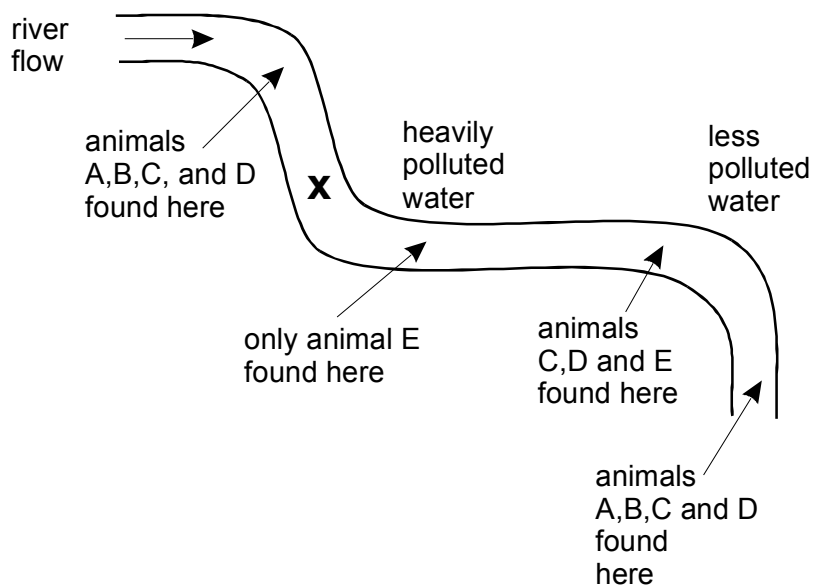 river
flow
animals
A,B,C, and D
found here
x
heavily
polluted
water
less
polluted
water
only animal E
found here
animals
C,D and E
found here
animals
A,B,C and D
found
here